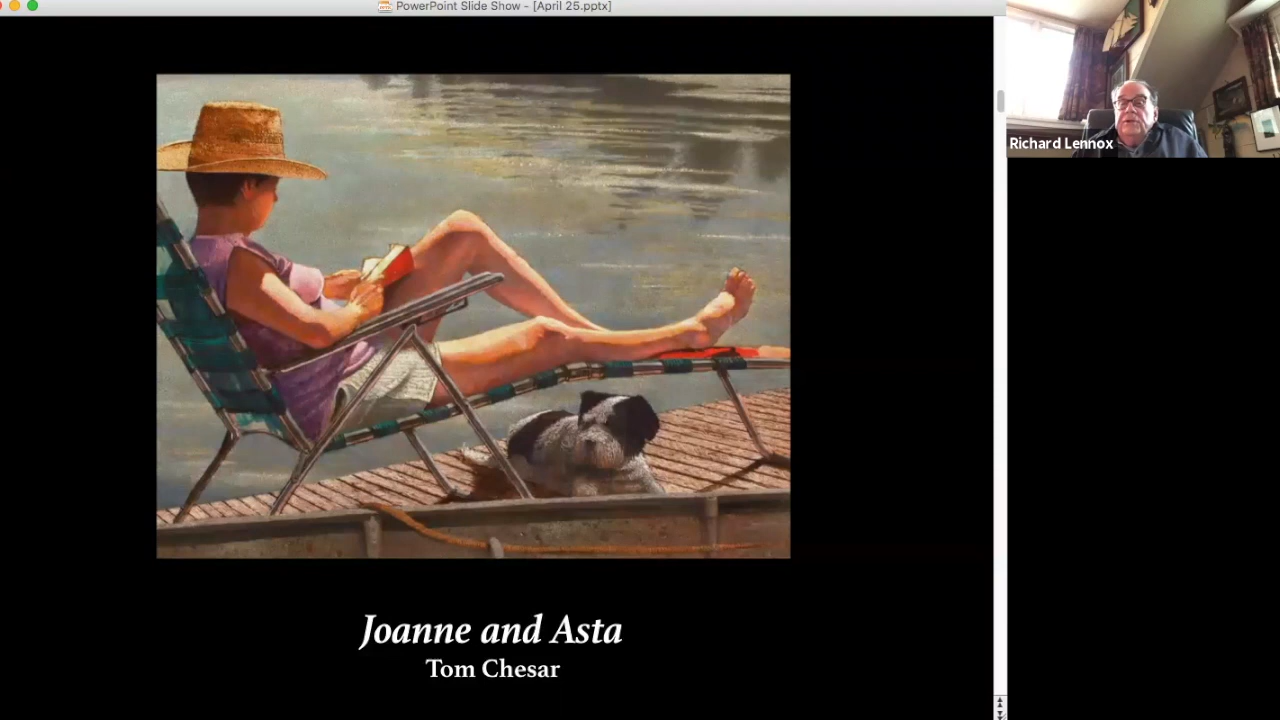 PowerPoint Slide Show - [April 25.pptx]
Richard Lennox
Joanne and Asta
Tom Chesar